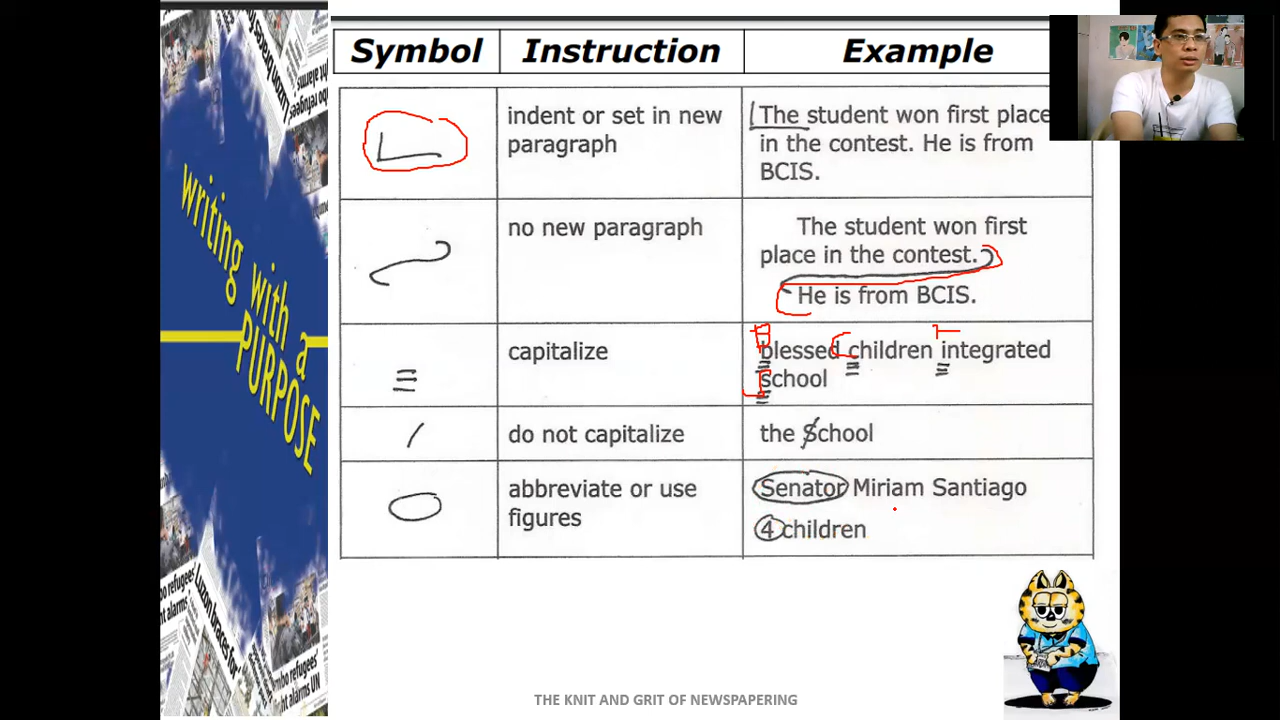 Symbol Instruction Example
indent or set in new paragraph
The student won first place
in the contest. He is from
BCIS.
no new paragraph
The student won first
place in the contest.
He is from BCIS.
capitalize
blessed children integrated
school
do not capitalize
the School
abbreviate or use
figures
Senator Miriam Santiago
4 children
writing with a
PURPOSE
THE KNIT AND GRIT OF NEWSPAPERING